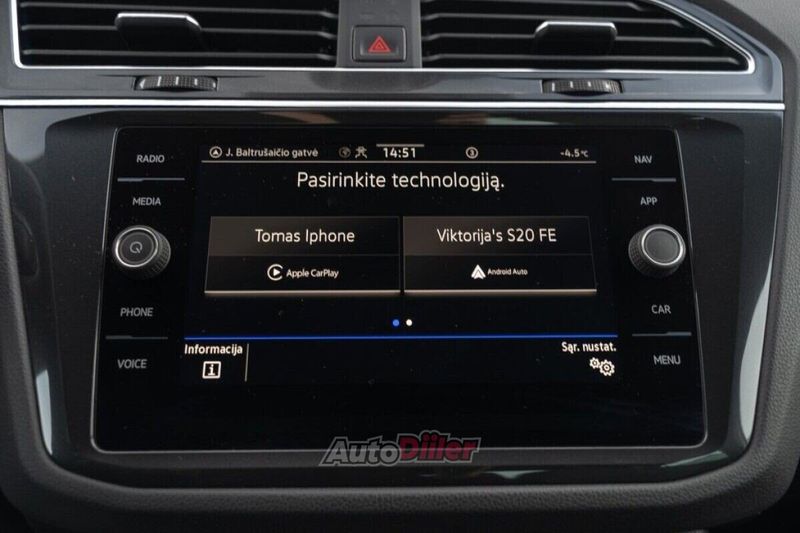 RADIO
MEDIA
PHONE
VOICE
J. Baltrušaičio gatvė
14:51
3
-4.5°C
Pasirinkite technologiją.
Tomas Iphone
Apple CarPlay
Viktorija's S20 FE
Android Auto
Informacija
i
Sąr. nustat.
NAV
APP
CAR
MENU
AutoDiiler